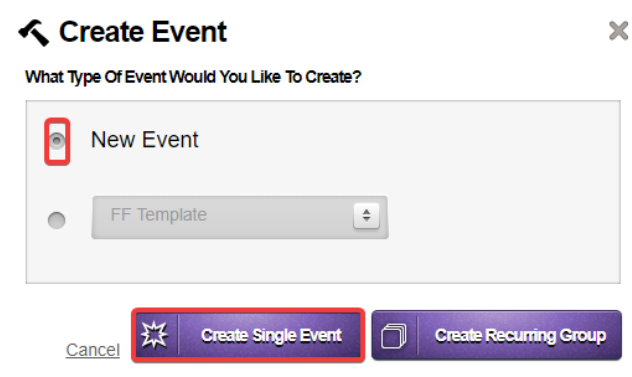 Create Event
What Type Of Event Would You Like To Create?
New Event
FF Template
Cancel
Create Single Event
Create Recurring Group